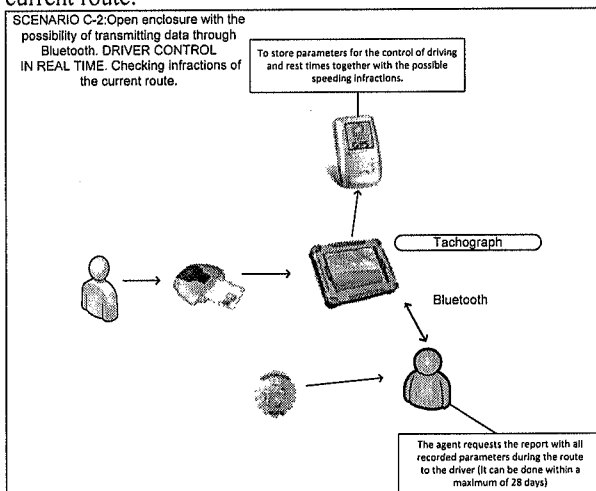 current route.
SCENARIO C-2:Open enclosure with the
possibility of transmitting data through
Bluetooth. DRIVER CONTROL
IN REAL TIME. Checking infractions of
the current route.
To store parameters for the control of driving
and rest times together with the possible
speeding infractions.
Tachograph
Bluetooth
The agent requests the report with all
recorded parameters during the route
to the driver (It can be done within a
maximum of 28 days)